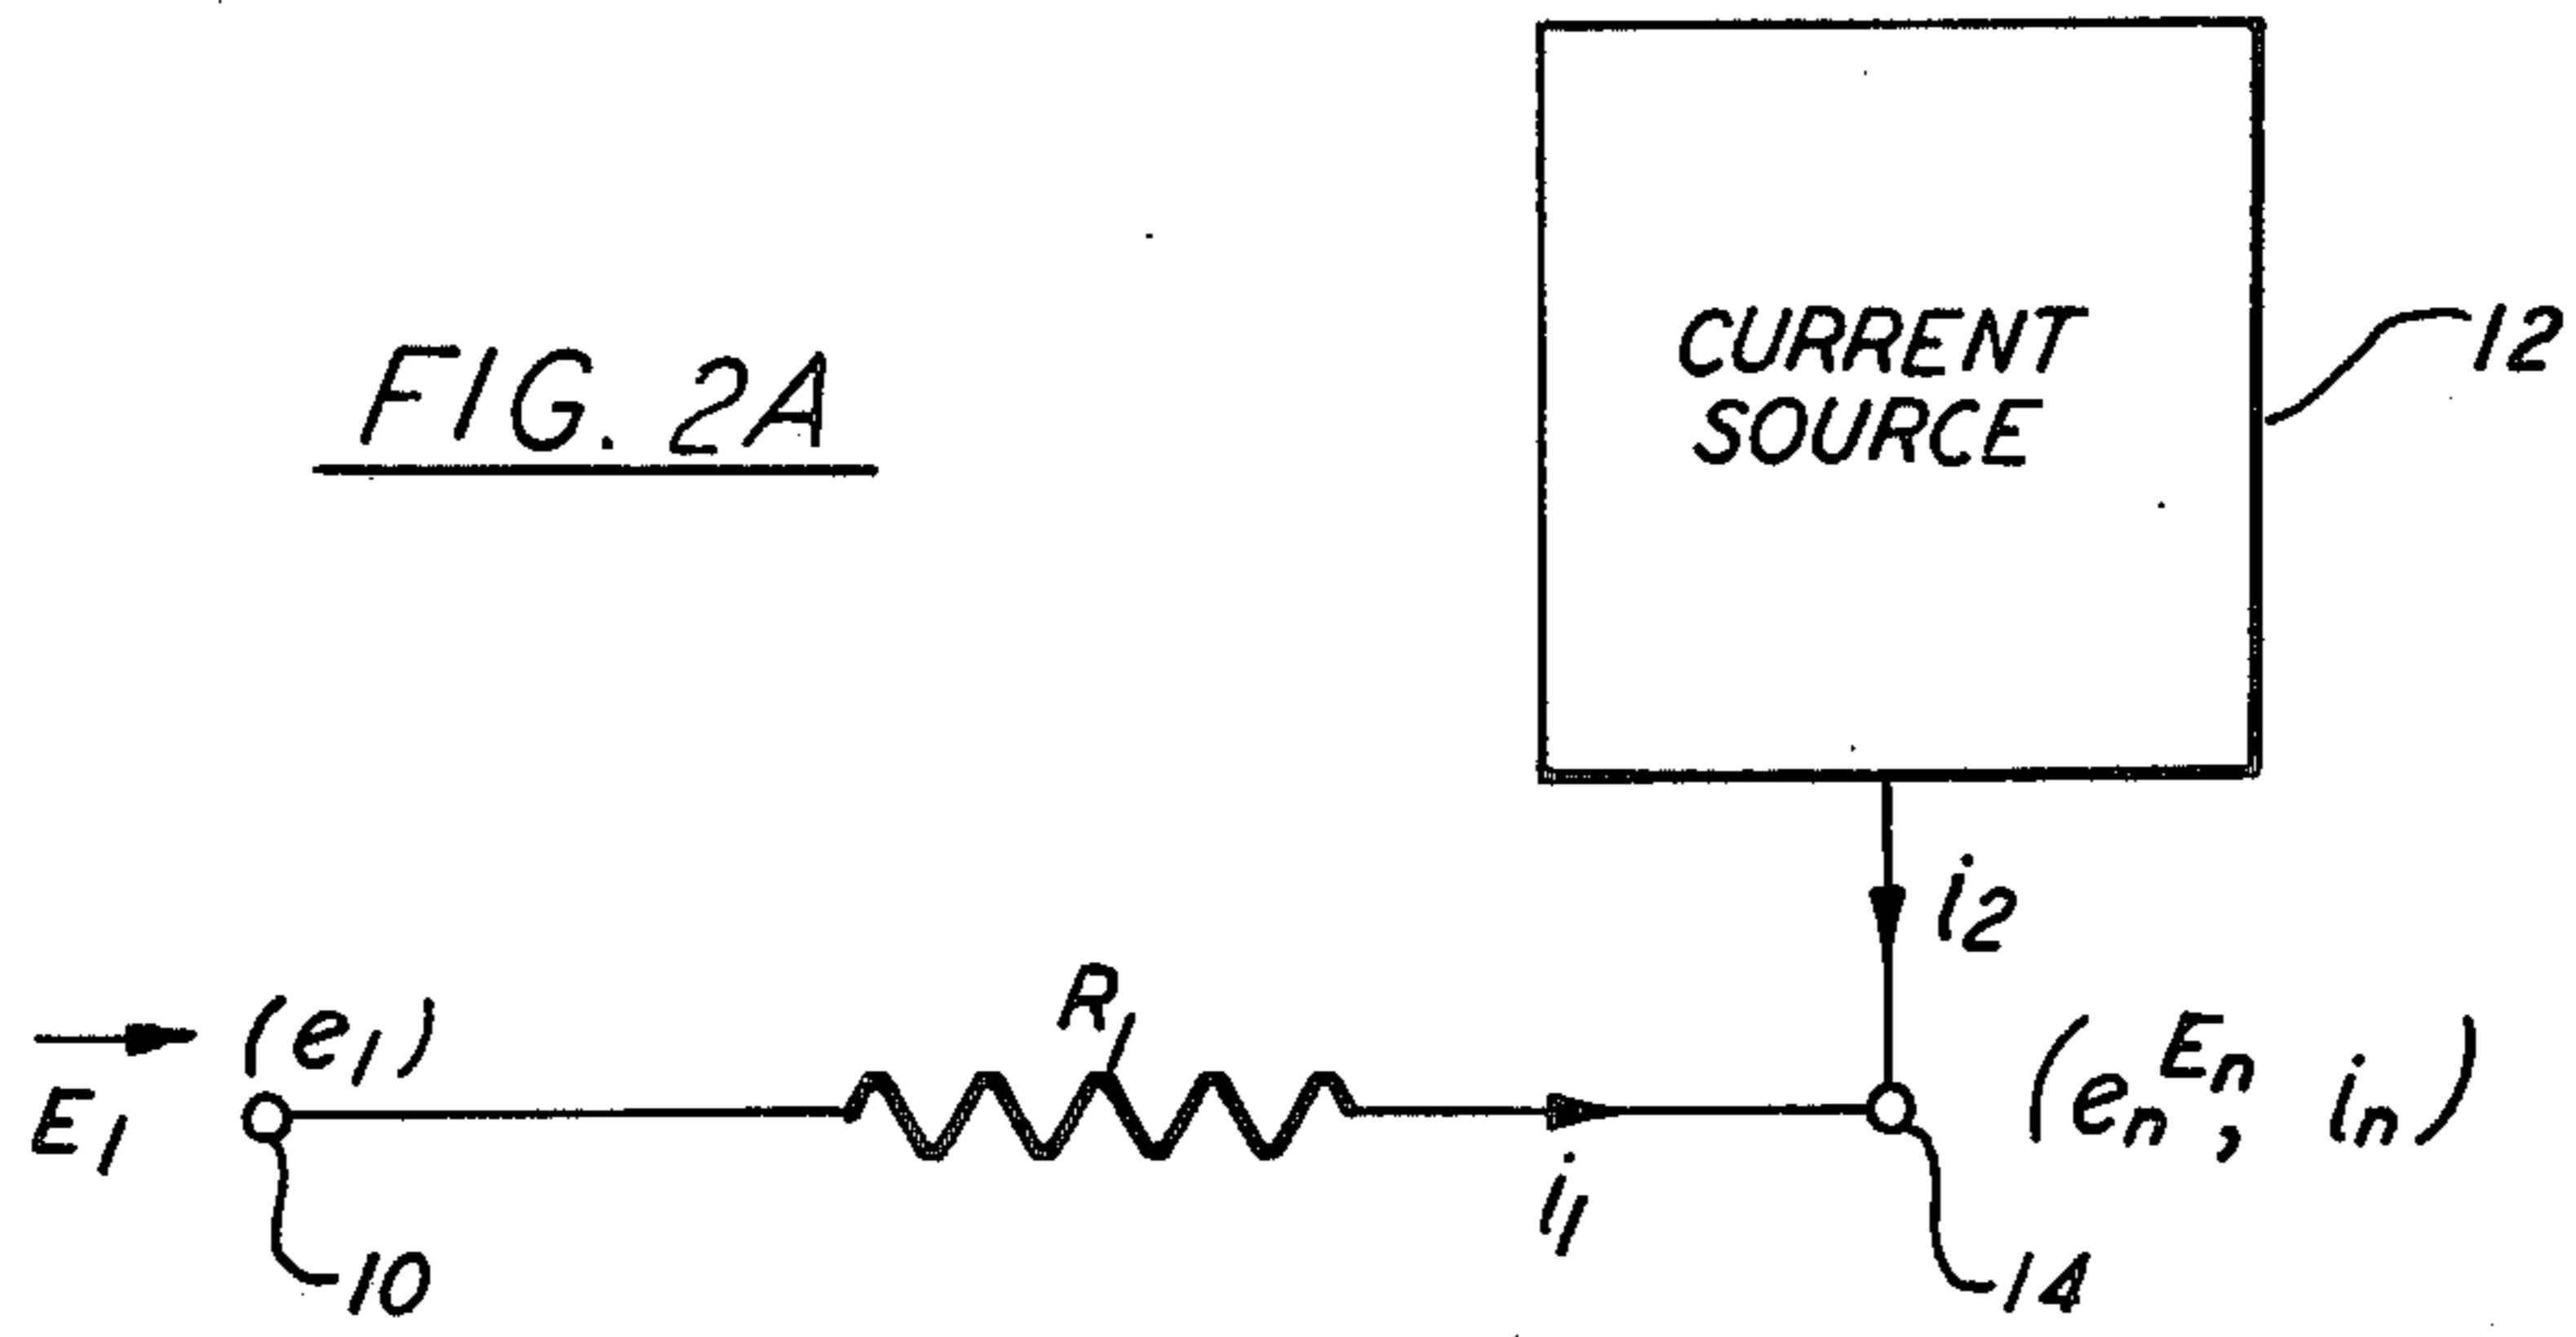 FIG. 2A
CURRENT
SOURCE
12
i2
R1
(e1)
E1
i1
(en En, in)
10
14